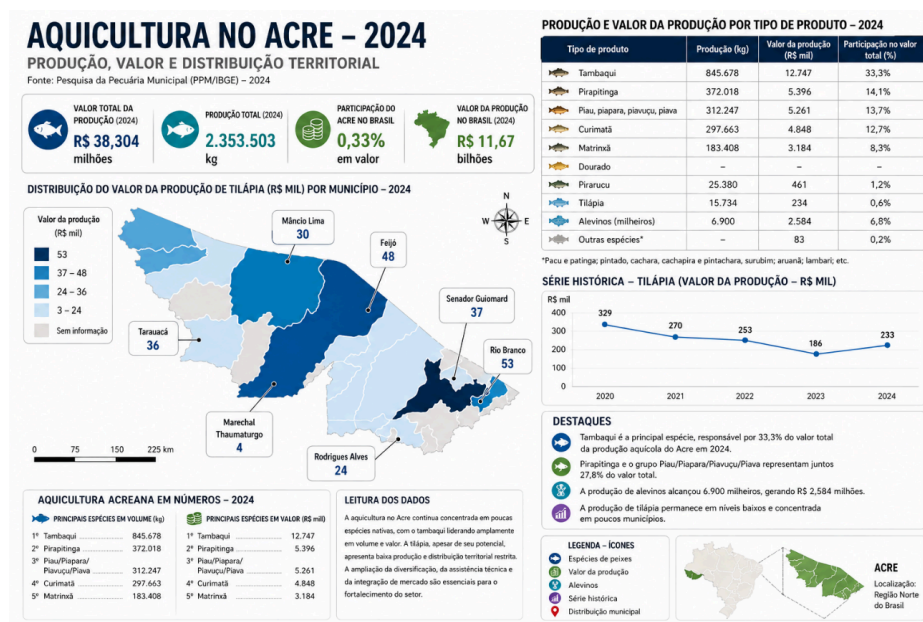 AQUICULTURA NO ACRE – 2024
PRODUÇÃO, VALOR E DISTRIBUIÇÃO TERRITORIAL
Fonte: Pesquisa da Pecuária Municipal (PPM/IBGE) – 2024
VALOR TOTAL DA
PRODUÇÃO (2024)
R$ 38,304
milhões
PRODUÇÃO TOTAL (2024)
2.353.503
kg
PARTICIPAÇÃO DO
ACRE NO BRASIL
0,33%
em valor
VALOR DA PRODUÇÃO
NO BRASIL (2024)
R$ 11,67
bilhões
DISTRIBUIÇÃO DO VALOR DA PRODUÇÃO DE TILÁPIA (R$ MIL) POR MUNICÍPIO – 2024
Valor da produção
(R$ mil)
53
37 – 48
24 – 36
3 – 24
Sem informação
Mâncio Lima
30
Feijó
48
N
W E
S
Senador Guiomard
37
Rio Branco
53
Tarauacá
36
Marechal
Thaumaturgo
4
Rodrigues Alves
24
0 75 150 225 km
AQUICULTURA ACREANA EM NÚMEROS – 2024
PRINCIPAIS ESPÉCIES EM VOLUME (kg)
1º Tambaqui 845.678
2º Pirapitinga 372.018
3º Piau/Piapara/
Piavuçu/Piava 312.247
4º Curimatã 297.663
5º Matrinxã 183.408
PRINCIPAIS ESPÉCIES EM VALOR (R$ mil)
1º Tambaqui 12.747
2º Pirapitinga 5.396
3º Piau/Piapara/
Piavuçu/Piava 5.261
4º Curimatã 4.848
5º Matrinxã 3.184
LEITURA DOS DADOS
A aquicultura no Acre continua concentrada em poucas
espécies nativas, com o tambaqui liderando amplamente
em volume e valor. A tilápia, apesar de seu potencial,
apresenta baixa produção e distribuição territorial restrita.
A ampliação da diversificação, da assistência técnica e
da integração de mercado são essenciais para o
fortalecimento do setor.
PRODUÇÃO E VALOR DA PRODUÇÃO POR TIPO DE PRODUTO – 2024
Tipo de produto Produção (kg) Valor da produção (R$ mil) Participação no valor total (%)
Tambaqui 845.678 12.747 33,3%
Pirapitinga 372.018 5.396 14,1%
Piau, piapara, piavuçu, piava 312.247 5.261 13,7%
Curimatã 297.663 4.848 12,7%
Matrinxã 183.408 3.184 8,3%
Dourado – – –
Pirarucu 25.380 461 1,2%
Tilápia 15.734 234 0,6%
Alevinos (milheiros) 6.900 2.584 6,8%
Outras espécies* – 83 0,2%
*Pacu e patinga; pintado, cachara, cachapira e pintachara, surubim; aruanã; lambari; etc.
SÉRIE HISTÓRICA – TILÁPIA (VALOR DA PRODUÇÃO – R$ MIL)
R$ mil
400
300
200
100
0
329 270 253 186 233
2020 2021 2022 2023 2024
DESTAQUES
Tambaqui é a principal espécie, responsável por 33,3% do valor total
da produção aquícola do Acre em 2024.
Pirapitinga e o grupo Piau/Piapara/Piavuçu/Piava representam juntos
27,8% do valor total.
A produção de alevinos alcançou 6.900 milheiros, gerando R$ 2,584 milhões.
A produção de tilápia permanece em níveis baixos e concentrada
em poucos municípios.
LEGENDA – ÍCONES
Espécies de peixes
Valor da produção
Alevinos
Série histórica
Distribuição municipal
ACRE
Localização:
Região Norte
do Brasil